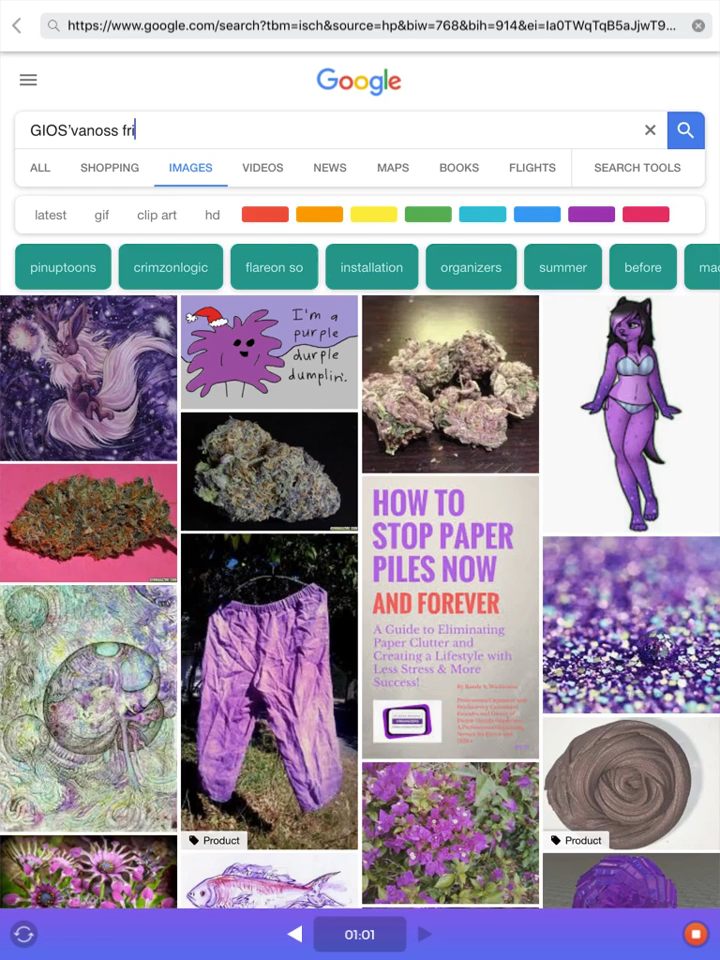 https://www.google.com/search?tbm=isch&source=hp&biw=768&bih=914&ei=Ia0TWqTqB5aJjwT9...
Google
GIOS'vanoss fri
ALL SHOPPING IMAGES VIDEOS NEWS MAPS BOOKS FLIGHTS SEARCH TOOLS
latest gif clip art hd
pinuptoons crimzonlogic flareon so installation organizers summer before mac
I'm a
purple
durple
dumplin'.
HOW TO
STOP PAPER
PILES NOW
AND FOREVER
A Guide to Eliminating
Paper Clutter and
Creating a Lifestyle with
Less Stress & More
Success!
Product
Product
01:01